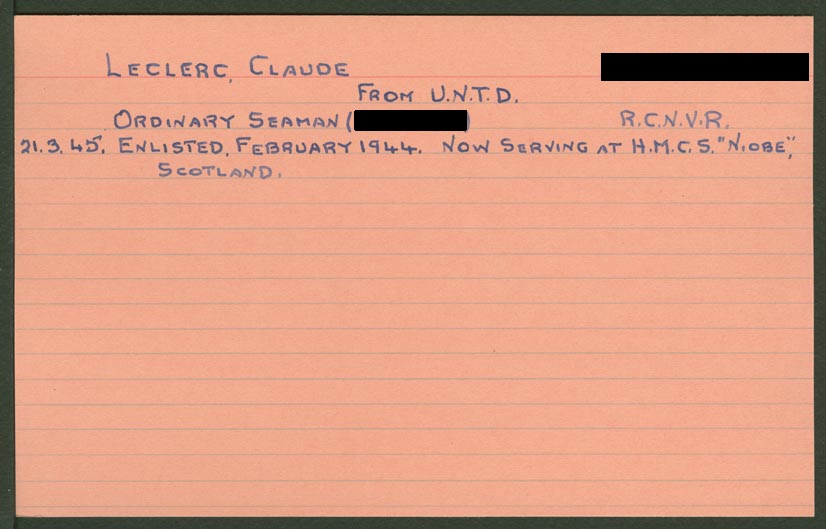 LECLERC, CLAUDE
FROM U.N.T.D.
ORDINARY SEAMAN ( ) R.C.N.V.R.
21.3.45. ENLISTED, FEBRUARY 1944. NOW SERVING AT H.M.C.S. "NIOBE",
SCOTLAND.